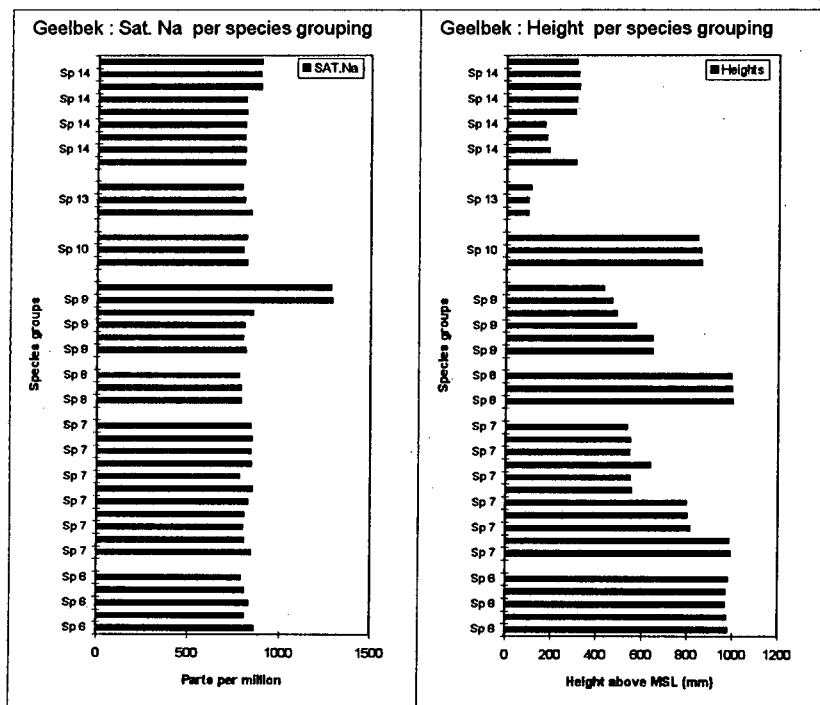 Geelbek : Sat. Na per species grouping
SAT.Na
Species groups
Sp 14
Sp 14
Sp 14
Sp 14
Sp 13
Sp 10
Sp 9
Sp 9
Sp 9
Sp 8
Sp 8
Sp 7
Sp 7
Sp 7
Sp 7
Sp 7
Sp 7
Sp 6
Sp 6
Sp 6
0 500 1000 1500
Parts per million
Geelbek : Height per species grouping
Heights
Species groups
Sp 14
Sp 14
Sp 14
Sp 14
Sp 13
Sp 10
Sp 9
Sp 9
Sp 9
Sp 8
Sp 8
Sp 7
Sp 7
Sp 7
Sp 7
Sp 7
Sp 7
Sp 6
Sp 6
Sp 6
0 200 400 600 800 1000 1200
Height above MSL (mm)